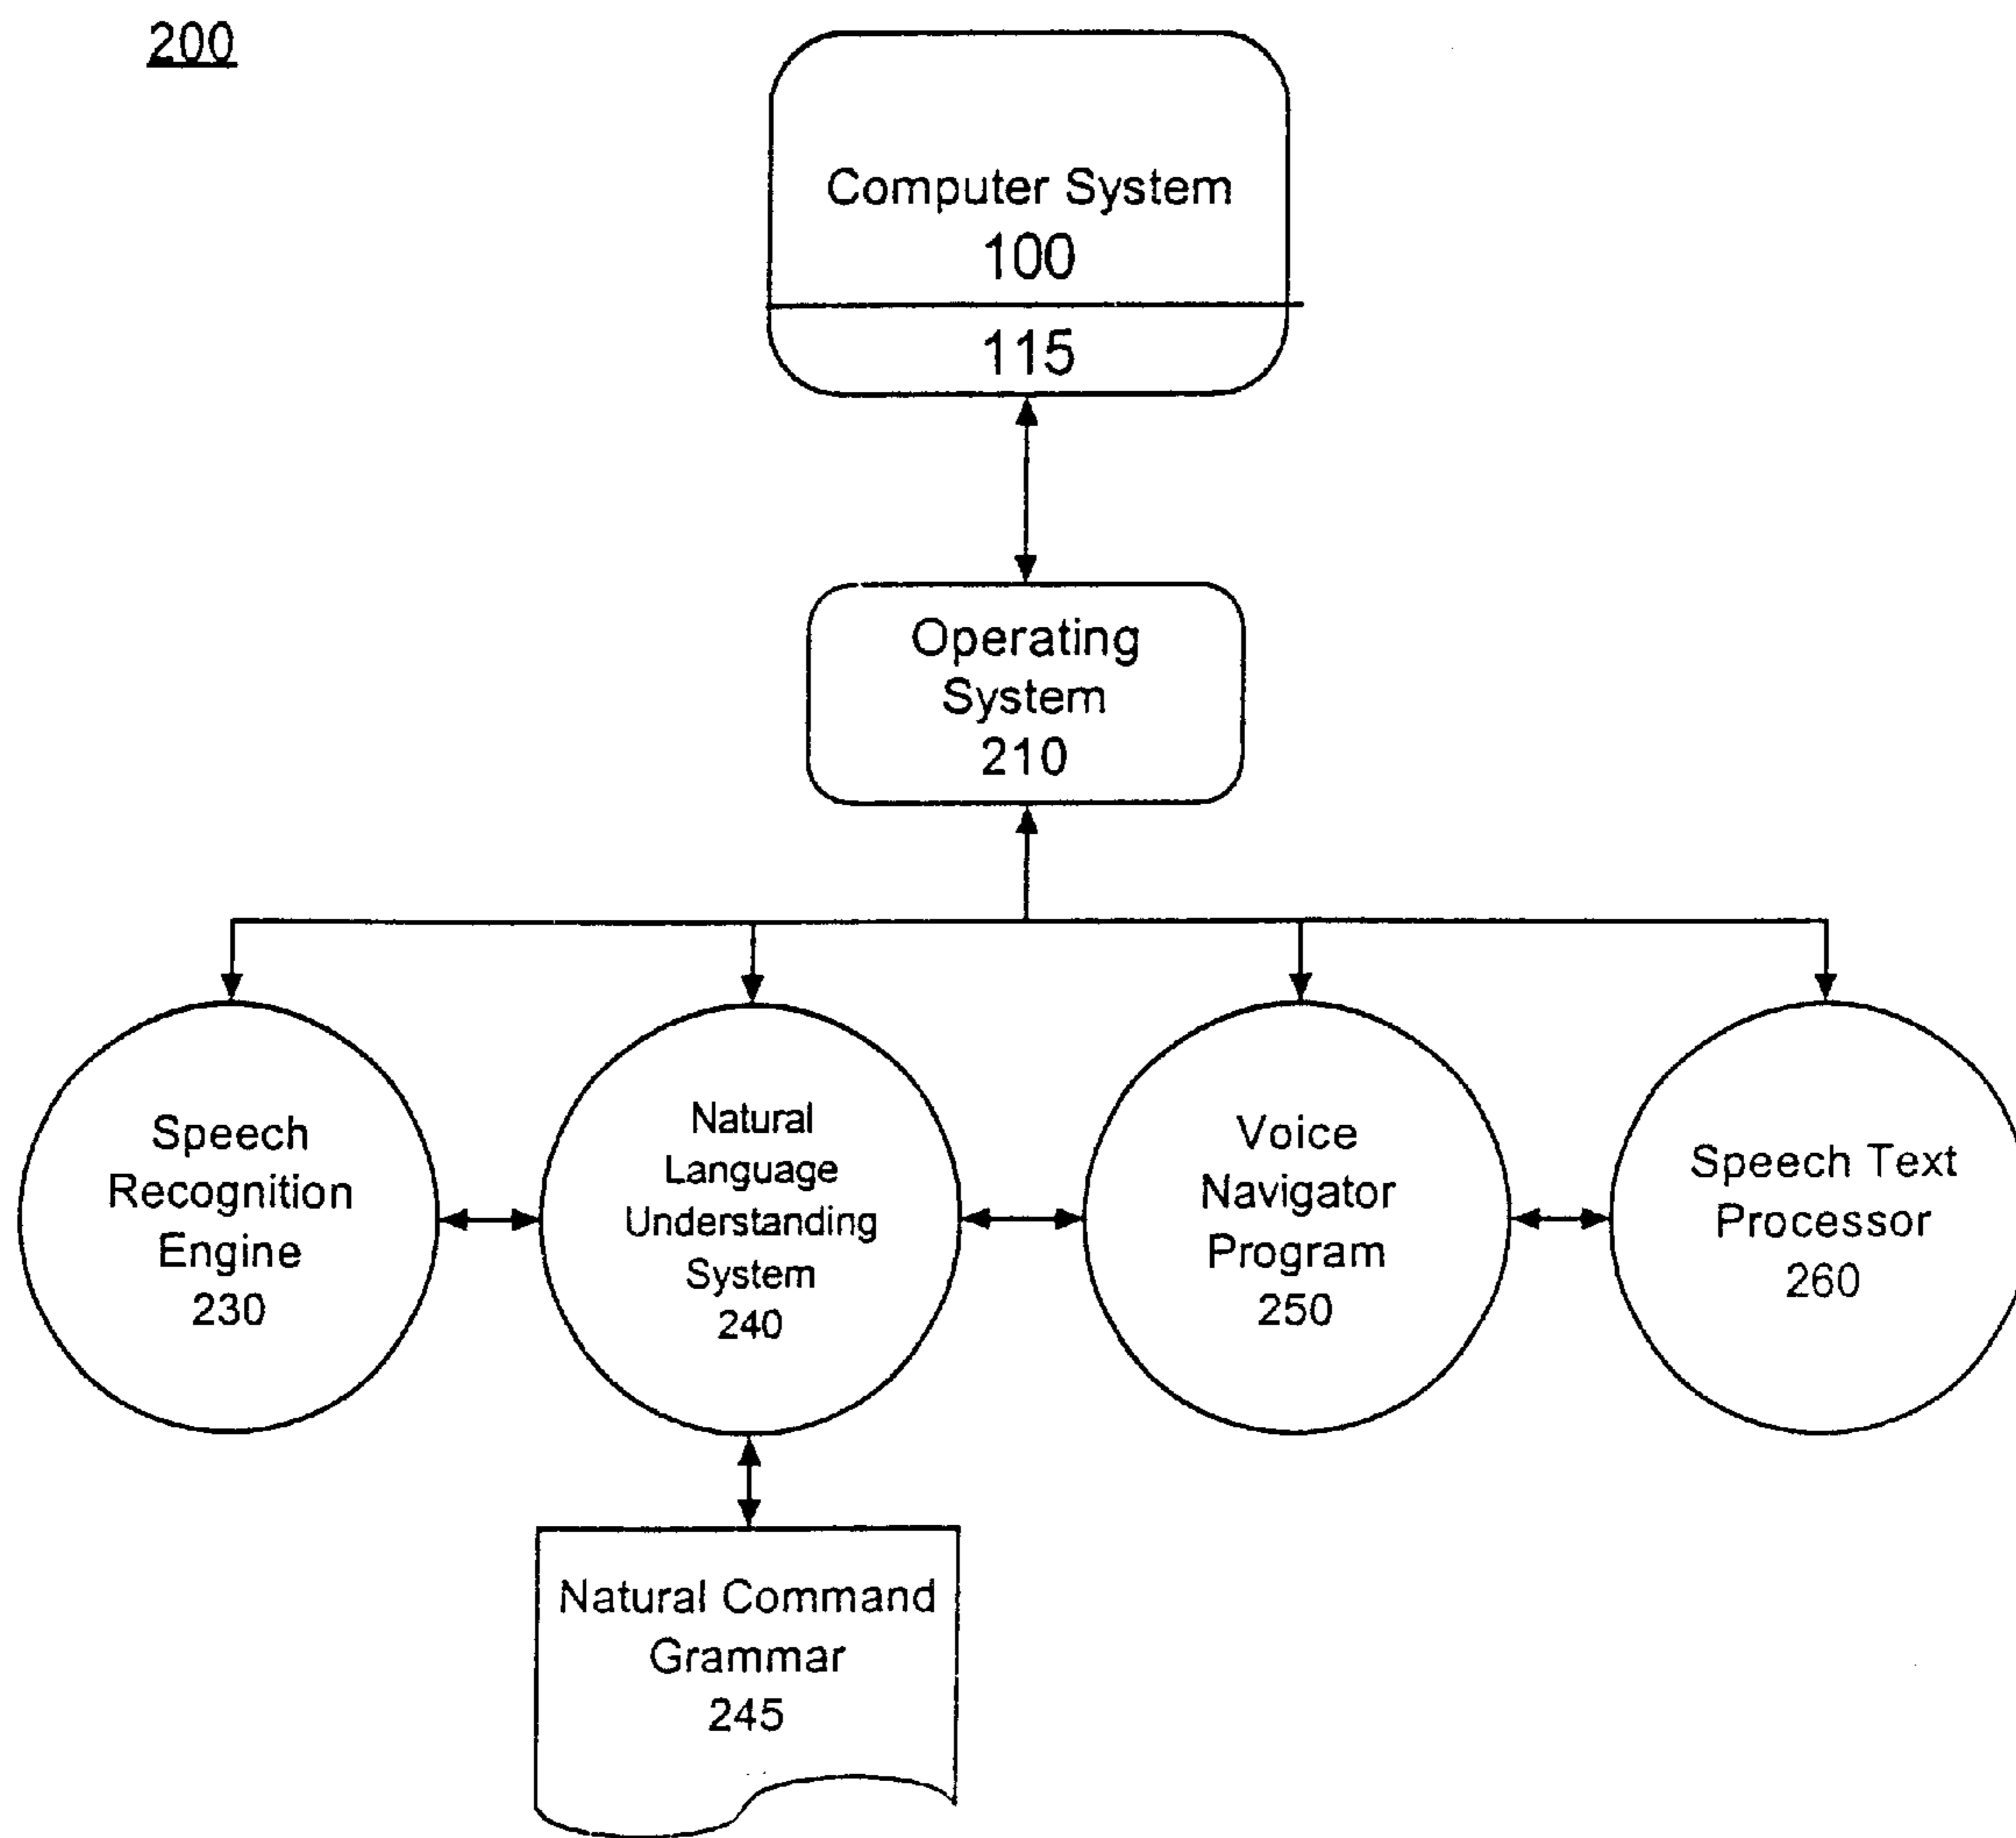 200
Computer System
100
115
Operating
System
210
Speech
Recognition
Engine
230
Natural
Language
Understanding
System
240
Voice
Navigator
Program
250
Speech Text
Processor
260
Natural Command
Grammar
245